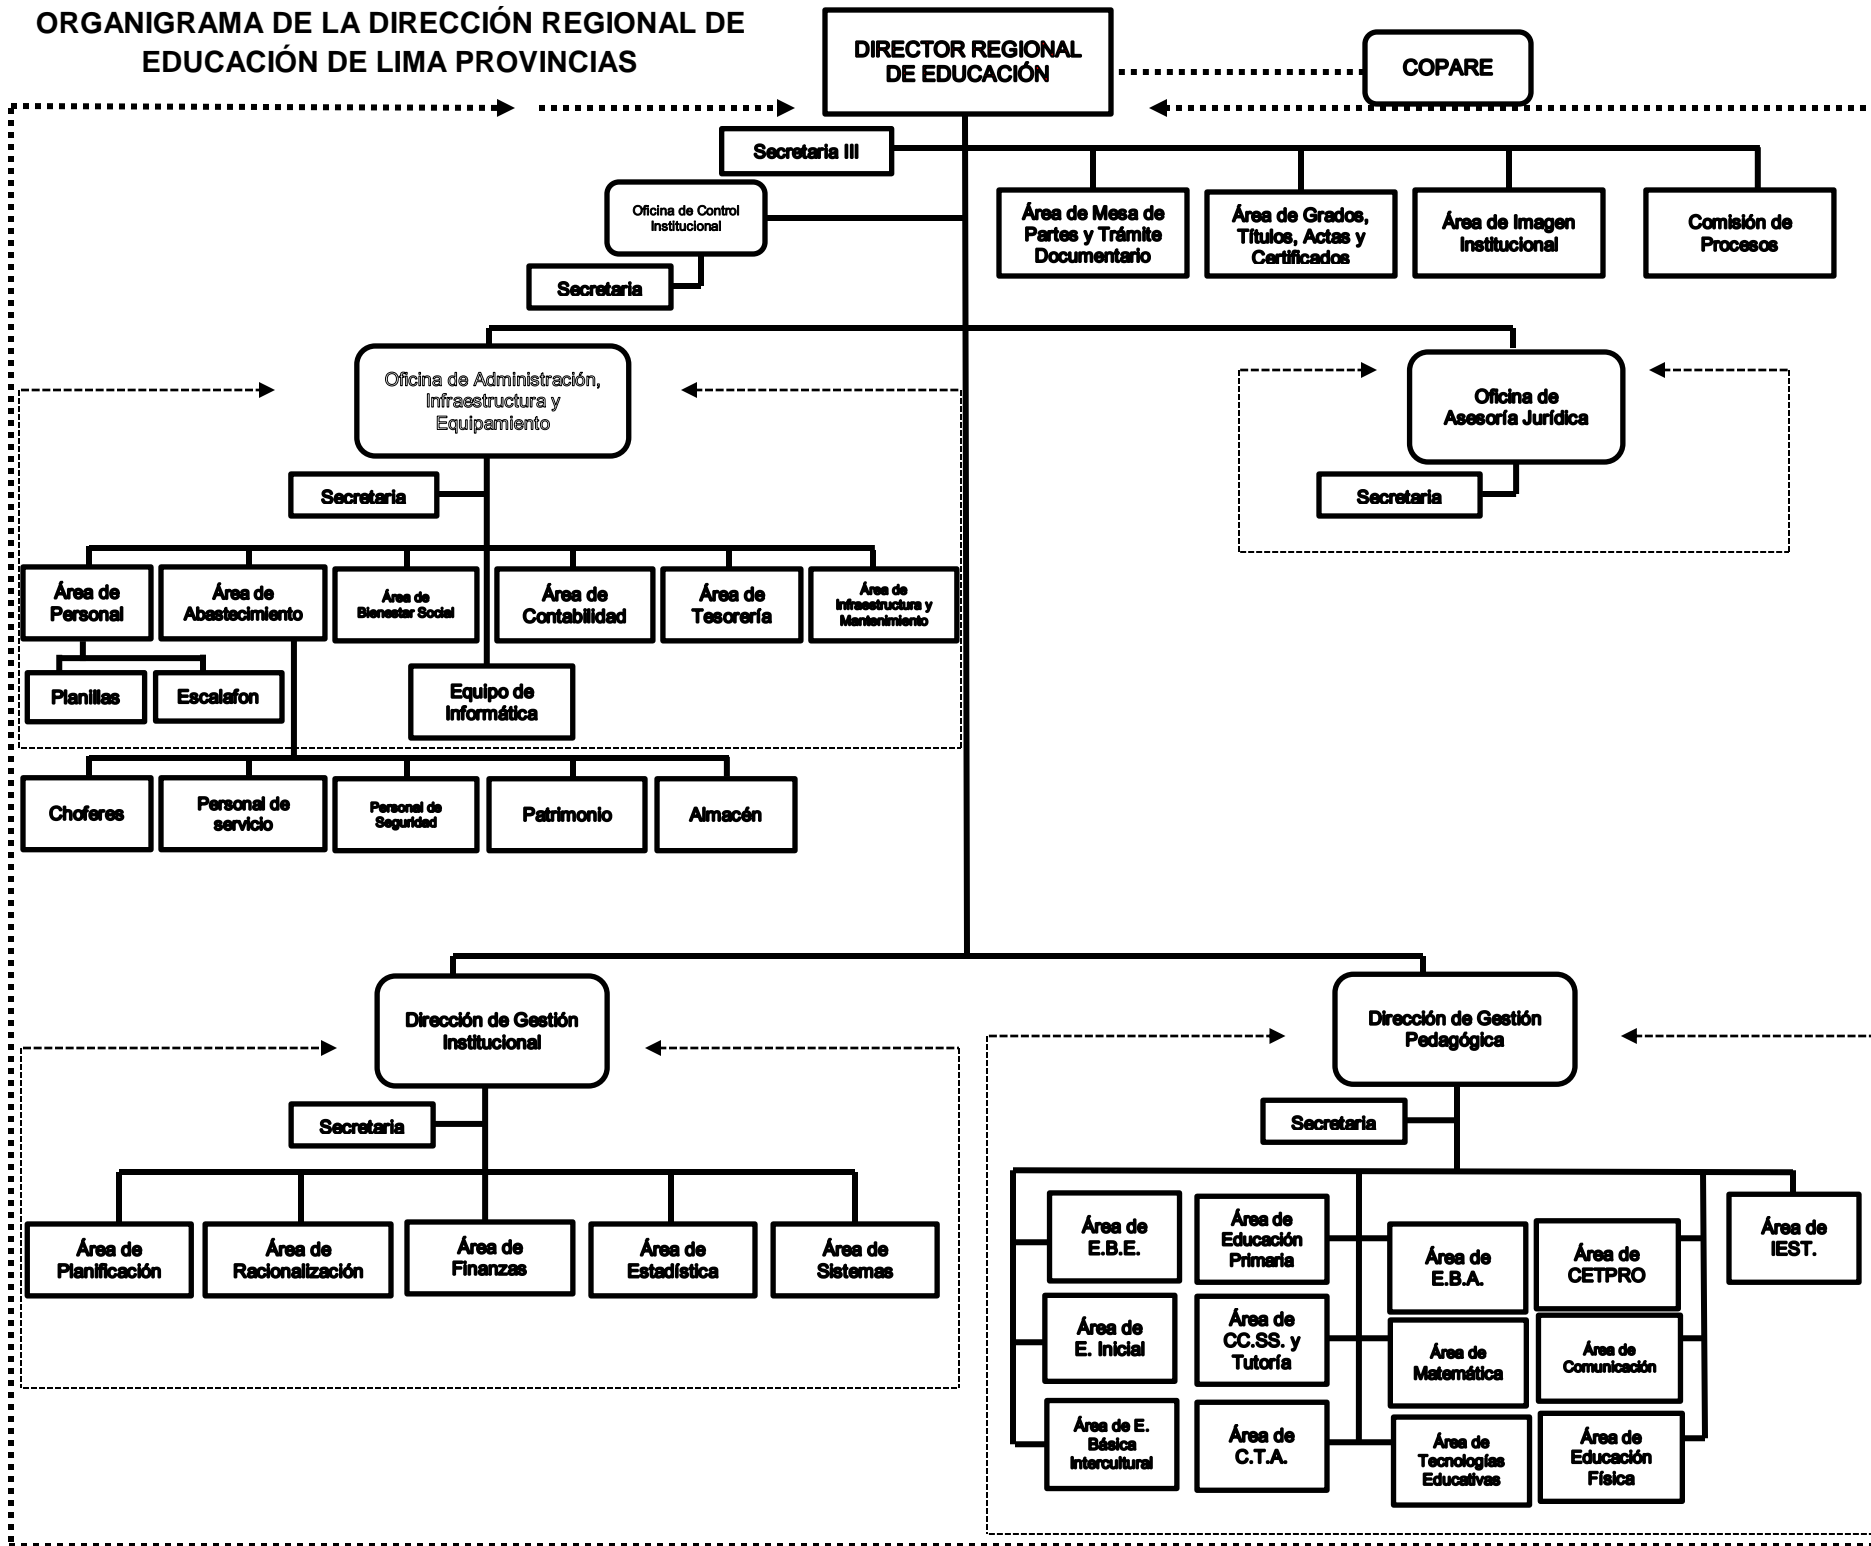 ORGANIGRAMA DE LA DIRECCIÓN REGIONAL DE
EDUCACIÓN DE LIMA PROVINCIAS
DIRECTOR REGIONAL
DE EDUCACIÓN
COPARE
Secretaria III
Oficina de Control
Institucional
Secretaria
Área de Mesa de
Partes y Trámite
Documentario
Área de Grados,
Títulos, Actas y
Certificados
Área de Imagen
Institucional
Comisión de
Procesos
Oficina de Administración,
Infraestructura y
Equipamiento
Secretaria
Oficina de
Asesoría Jurídica
Secretaria
Área de
Personal
Área de
Abastecimiento
Área de
Bienestar Social
Área de
Contabilidad
Área de
Tesorería
Área de
Infraestructura y
Mantenimiento
Planillas
Escalafon
Equipo de
Informática
Choferes
Personal de
servicio
Personal de
Seguridad
Patrimonio
Almacén
Dirección de Gestión
Institucional
Secretaria
Área de
Planificación
Área de
Racionalización
Área de
Finanzas
Área de
Estadística
Área de
Sistemas
Dirección de Gestión
Pedagógica
Secretaria
Área de
E.B.E.
Área de
Educación
Primaria
Área de
E.B.A.
Área de
CETPRO
Área de
IEST.
Área de
E. Inicial
Área de
CC.SS. y
Tutoría
Área de
Matemática
Área de
Comunicación
Área de E.
Básica
Intercultural
Área de
C.T.A.
Área de
Tecnologías
Educativas
Área de
Educación
Física